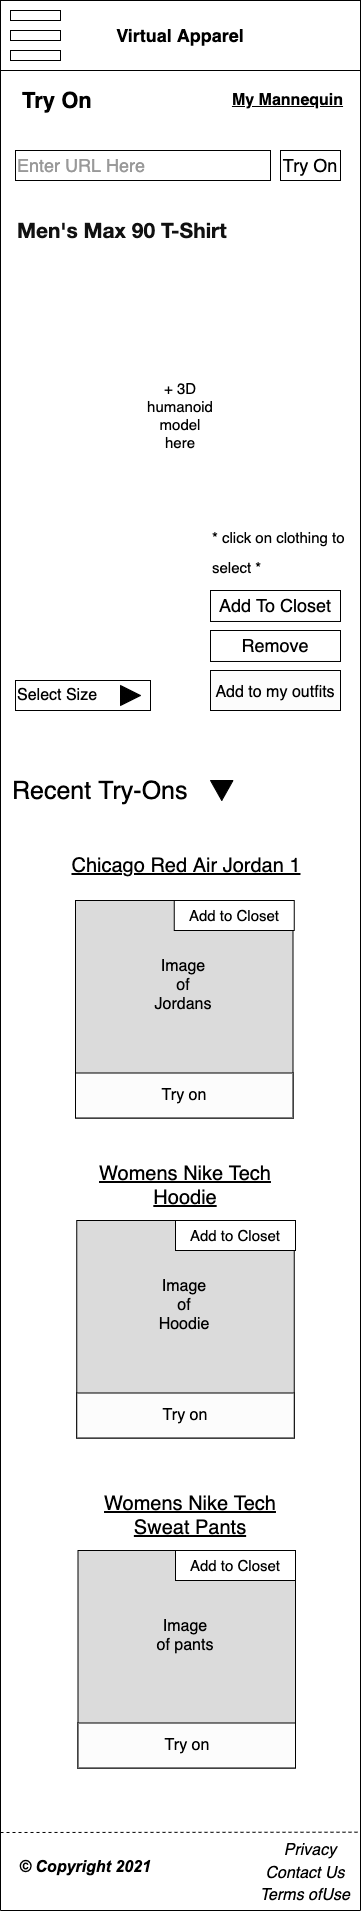 Virtual Apparel
Try On
My Mannequin
Enter URL Here
Try On
Men's Max 90 T-Shirt
+ 3D
humanoid
model
here
* click on clothing to
select *
Add To Closet
Remove
Select Size
Add to my outfits
Recent Try-Ons
Chicago Red Air Jordan 1
Add to Closet
Image
of
Jordans
Try on
Womens Nike Tech
Hoodie
Add to Closet
Image
of
Hoodie
Try on
Womens Nike Tech
Sweat Pants
Add to Closet
Image
of pants
Try on
© Copyright 2021
Privacy
Contact Us
Terms ofUse